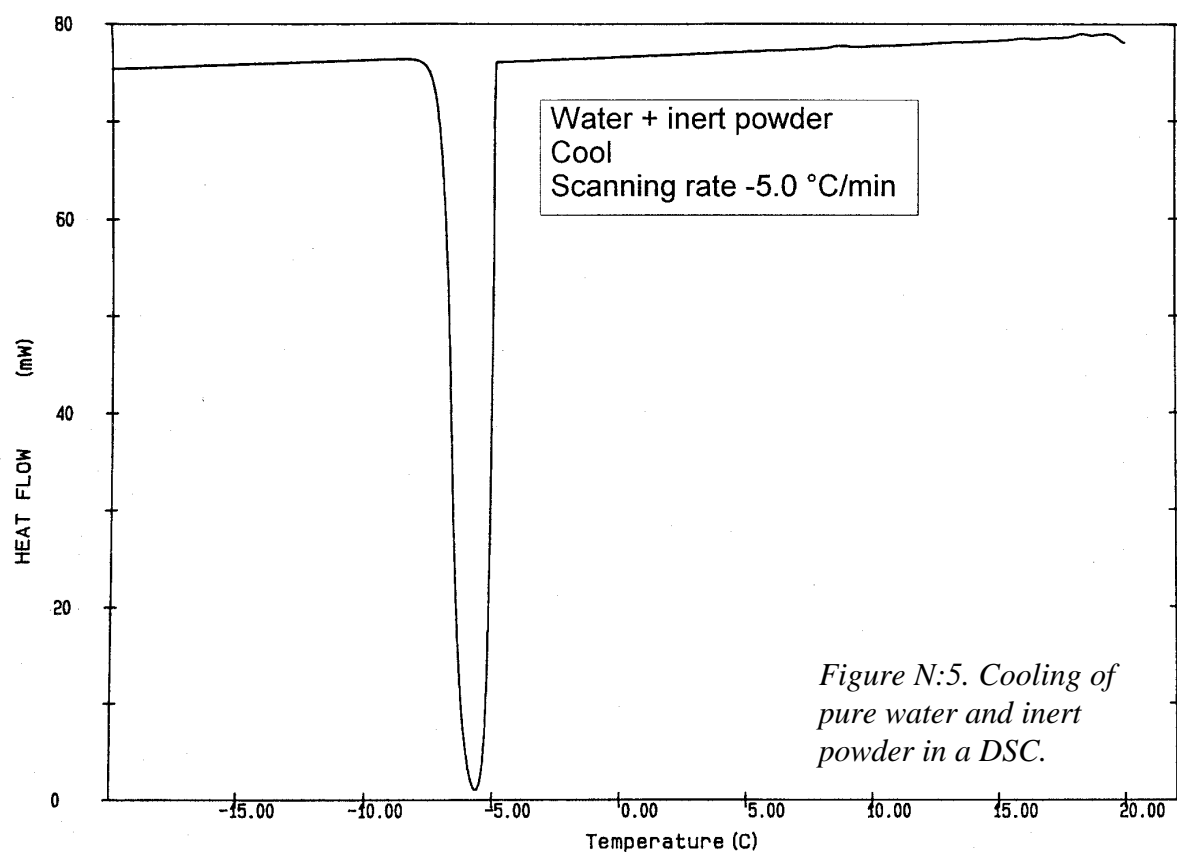 80
Water + inert powder
Cool
Scanning rate -5.0 °C/min
60
40
HEAT FLOW (mW)
20
Figure N:5. Cooling of
pure water and inert
powder in a DSC.
0
-15.00 -10.00 -5.00 0.00 5.00 10.00 15.00 20.00
Temperature (C)